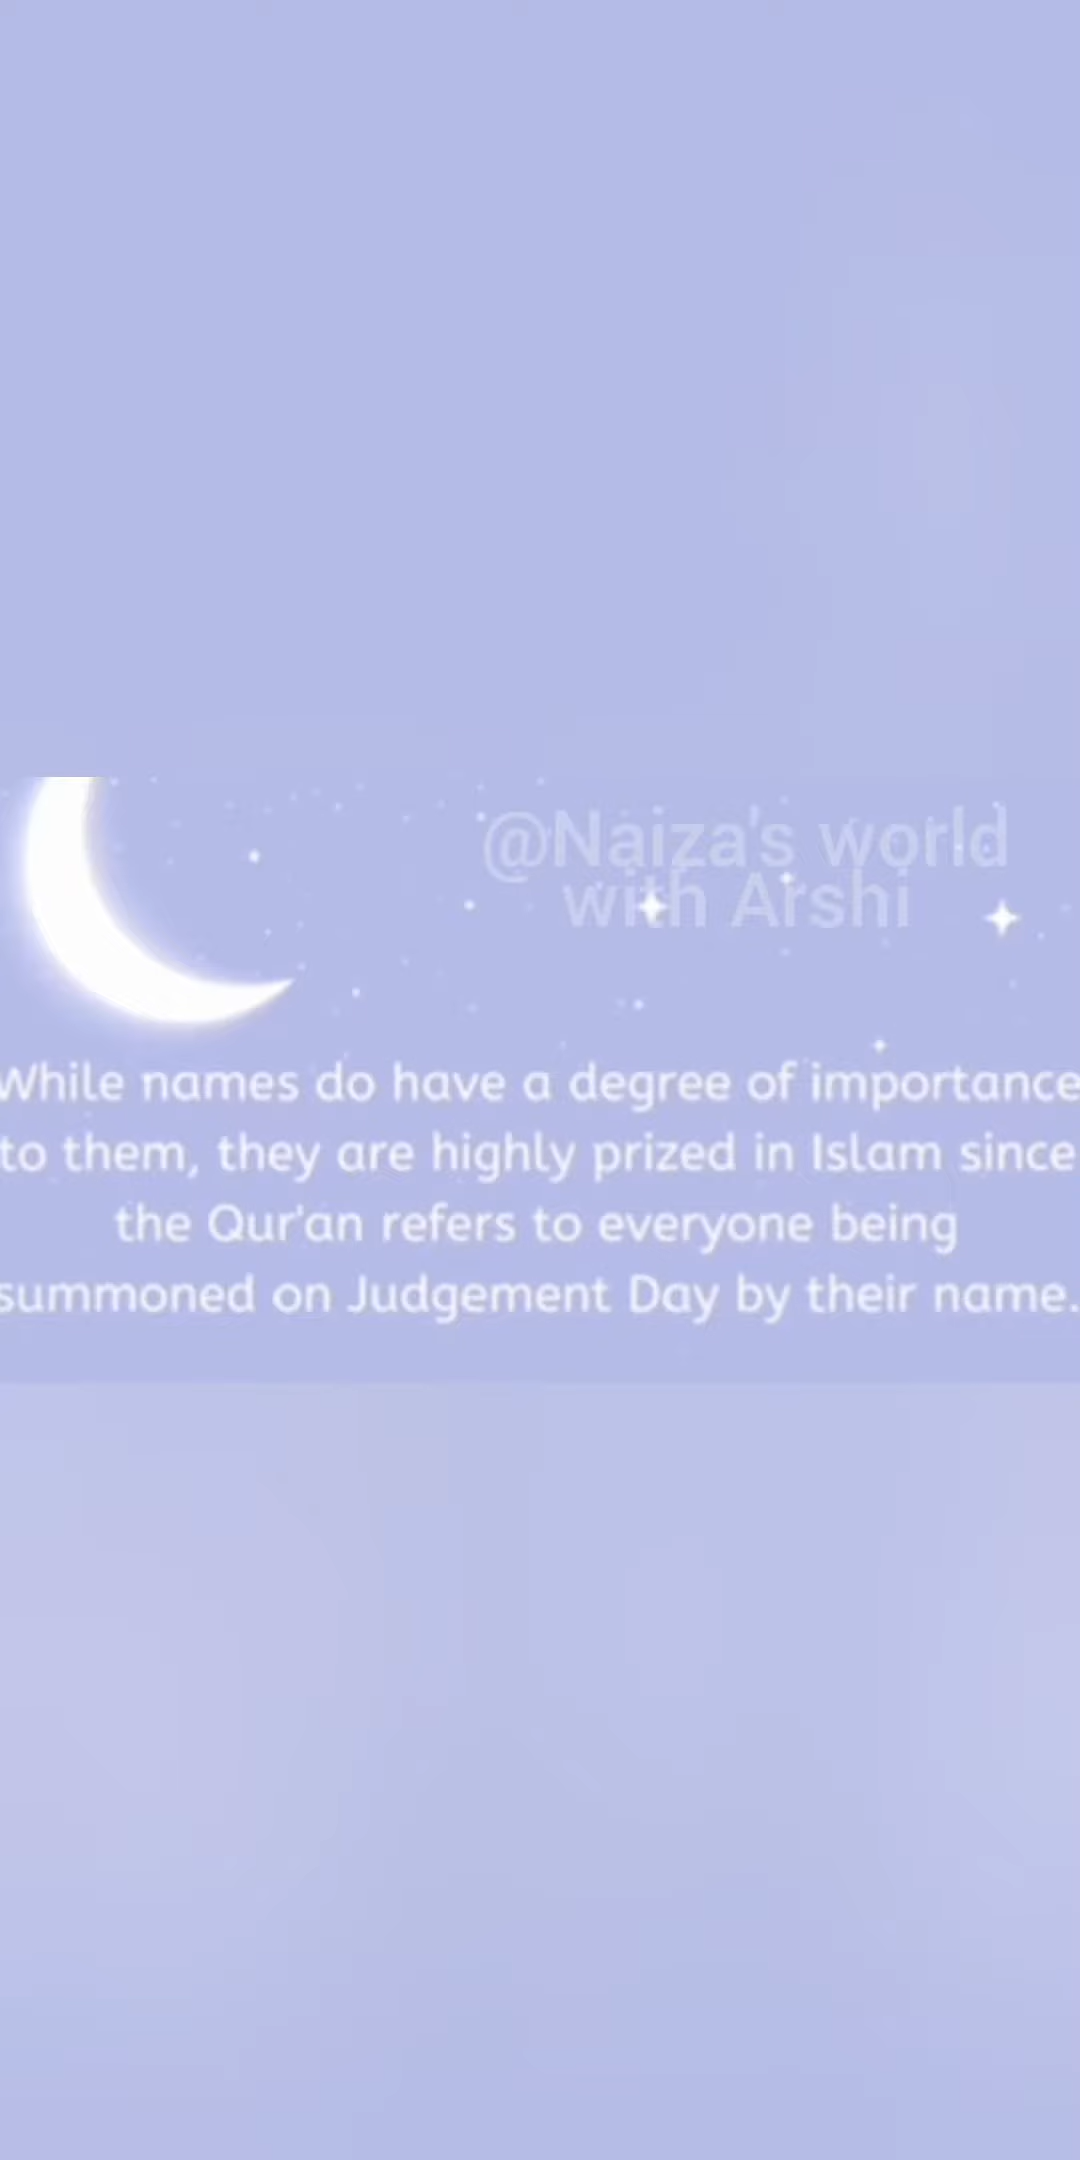 @Naiza's world
with Arshi
While names do have a degree of importance
to them, they are highly prized in Islam since
the Qur'an refers to everyone being
summoned on Judgement Day by their name.